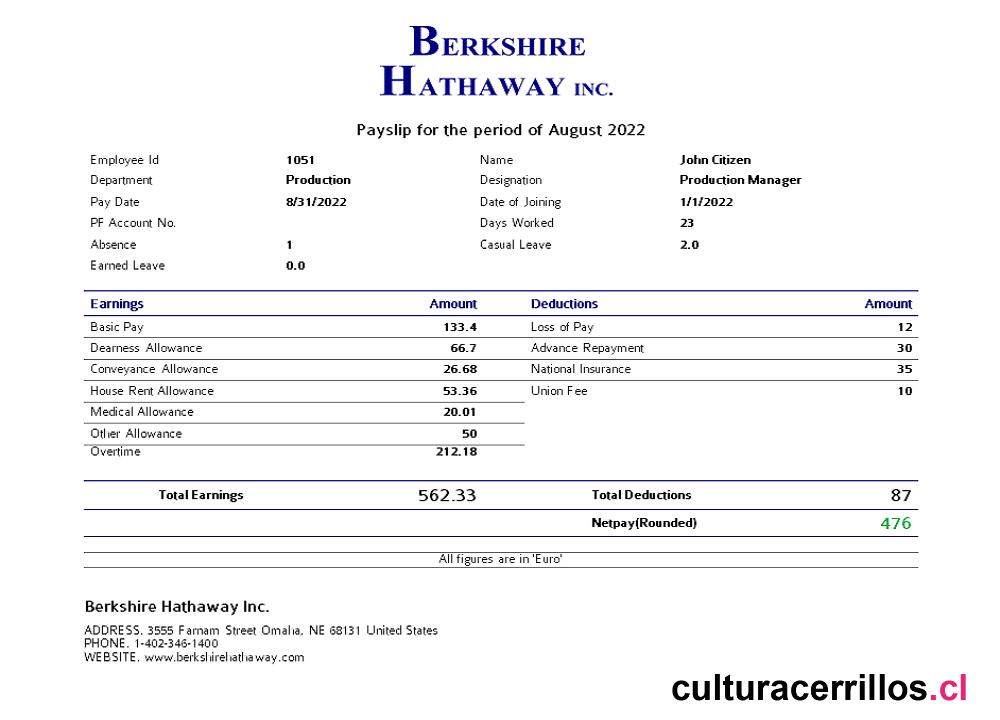 BERKSHIRE
HATHAWAY INC.
Payslip for the period of August 2022
Employee Id 1051 Name John Citizen
Department Production Designation Production Manager
Pay Date 8/31/2022 Date of Joining 1/1/2022
PF Account No. Days Worked 23
Absence 1 Casual Leave 2.0
Earned Leave 0.0
Earnings Amount Deductions Amount
Basic Pay 133.4 Loss of Pay 12
Dearness Allowance 66.7 Advance Repayment 30
Conveyance Allowance 26.68 National Insurance 35
House Rent Allowance 53.36 Union Fee 10
Medical Allowance 20.01
Other Allowance 50
Overtime 212.18
Total Earnings 562.33 Total Deductions 87
Netpay(Rounded) 476
All figures are in 'Euro'
Berkshire Hathaway Inc.
ADDRESS. 3555 Farnam Street Omaha, NE 68131 United States
PHONE. 1-402-346-1400
WEBSITE. www.berkshirehathaway.com
culturacerrillos.cl